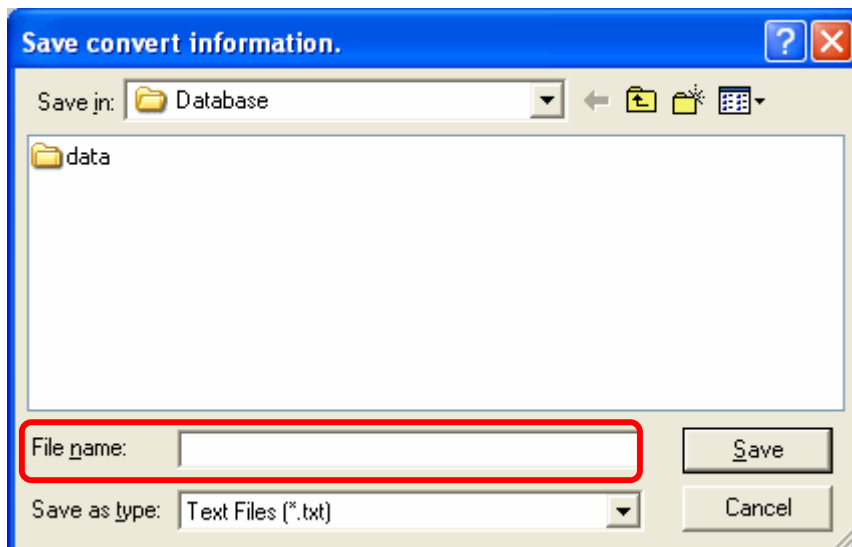 Save convert information.
Save in: Database
data
File name:
Save
Save as type: Text Files (*.txt)
Cancel